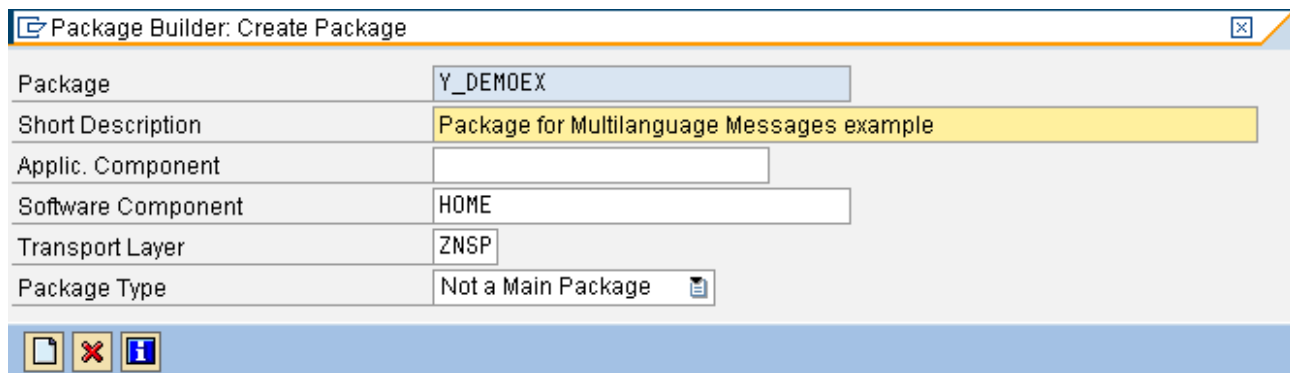 Package Builder: Create Package
Package Y_DEMOEX
Short Description Package for Multilanguage Messages example
Applic. Component
Software Component HOME
Transport Layer ZNSP
Package Type Not a Main Package